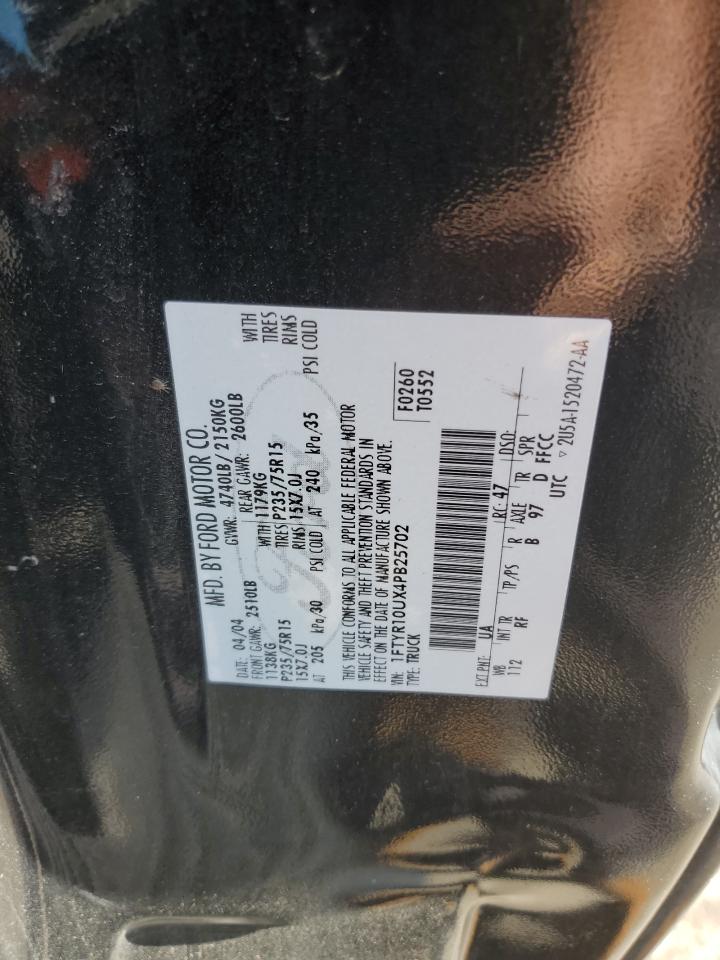 MFD. BY FORD MOTOR CO.
DATE: 04/04 GVWR: 4740LB / 2150KG
FRONT GAWR: 2510LB REAR GAWR: 2600LB
1138KG WITH 1179KG WITH
P235/75R15 TIRES P235/75R15 TIRES
15X7.0J RIMS 15X7.0J RIMS
AT 205 kPa/30 PSI COLD AT 240 kPa/35 PSI COLD
THIS VEHICLE CONFORMS TO ALL APPLICABLE FEDERAL MOTOR
VEHICLE SAFETY AND THEFT PREVENTION STANDARDS IN
EFFECT ON THE DATE OF MANUFACTURE SHOWN ABOVE.
VIN: 1FTYR10UX4PB25702
TYPE: TRUCK
F0260
T0552
EXT PNT: UA RC: 47 DSO:
WB INT TR TP/PS R AXLE TR SPR
112 RF B 97 D FFCC
UTC ▽ 2U5A-1520472-AA